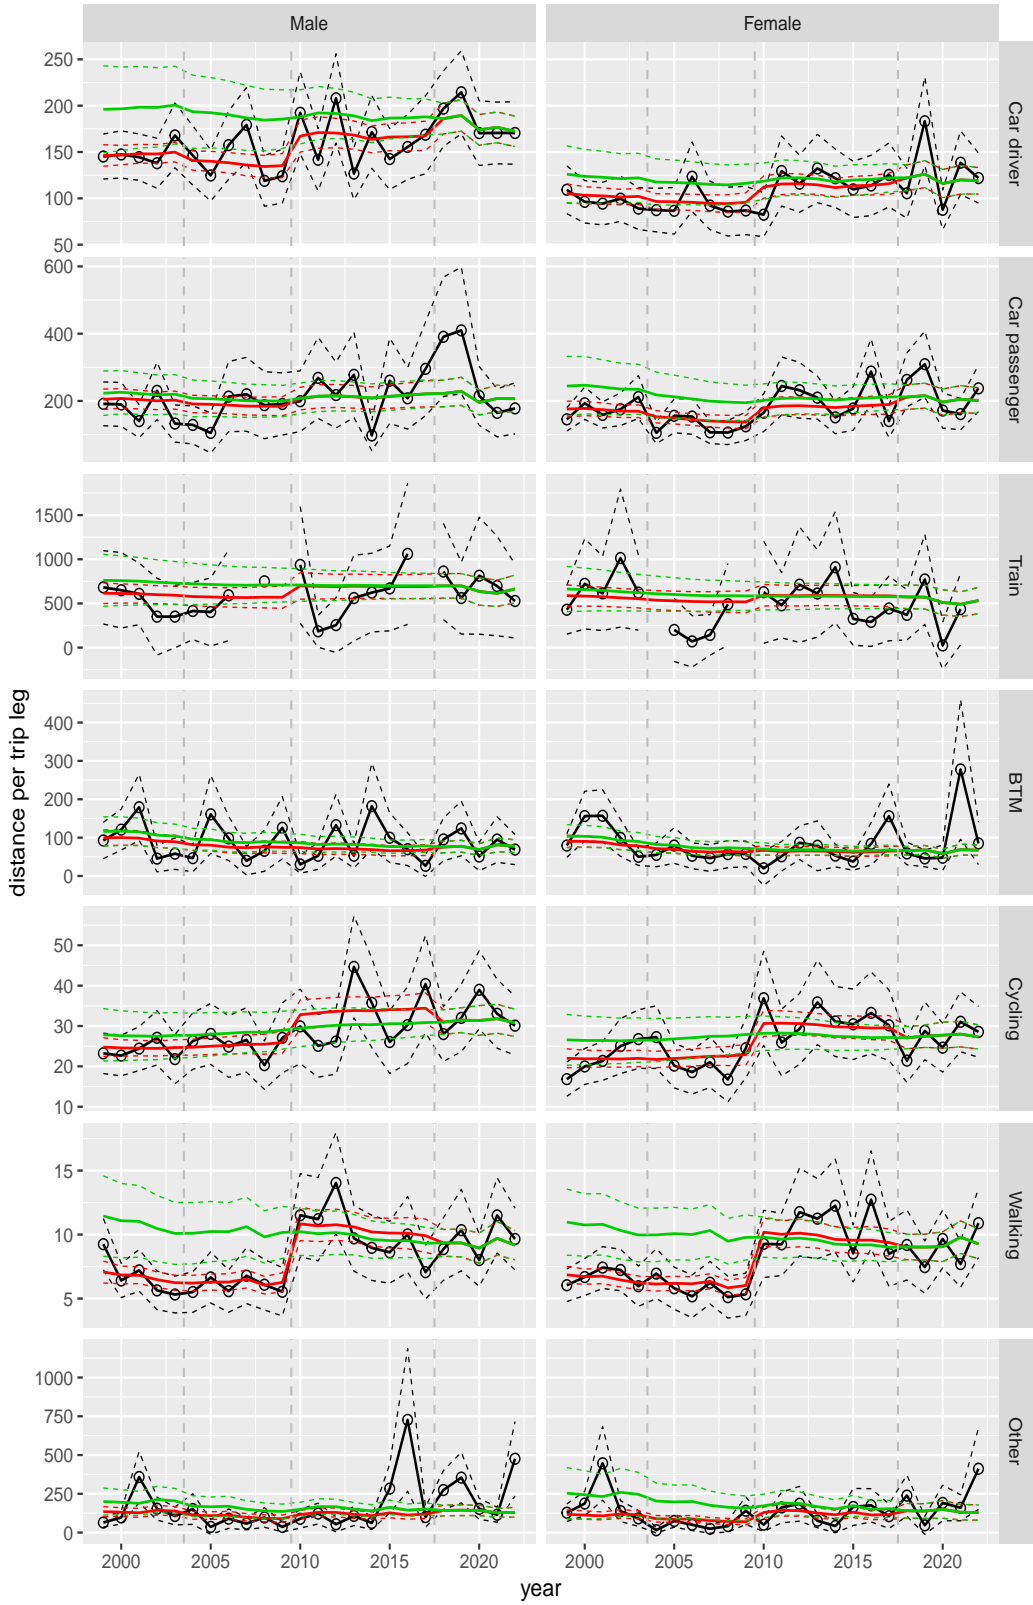 Male Female
250
200
150
100
50
Car driver
600
400
200
Car passenger
1500
1000
500
0
Train
400
300
200
100
0
BTM
50
40
30
20
10
Cycling
15
10
5
Walking
1000
750
500
250
0
Other
2000 2005 2010 2015 2020 2000 2005 2010 2015 2020
year
distance per trip leg